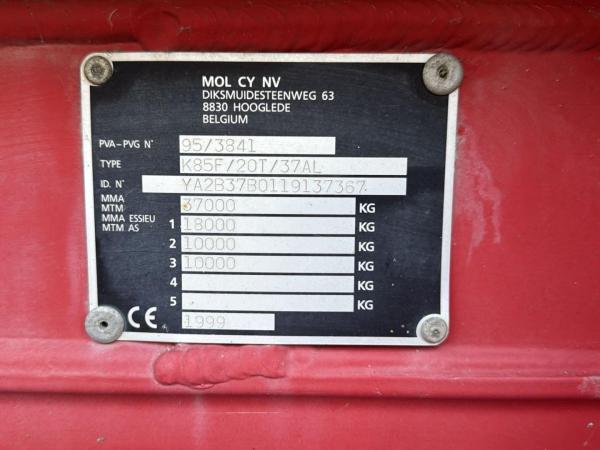 MOL CY NV
DIKSMUIDESTEENWEG 63
8830 HOOGLEDE
BELGIUM
PVA-PVG N° 95/3841
TYPE K85F/20T/37AL
ID. N° YA2B37B0119137367
MMA
MTM 37000 KG
MMA ESSIEU
MTM AS 1 18000 KG
2 10000 KG
3 10000 KG
4 KG
5 KG
CE 1999